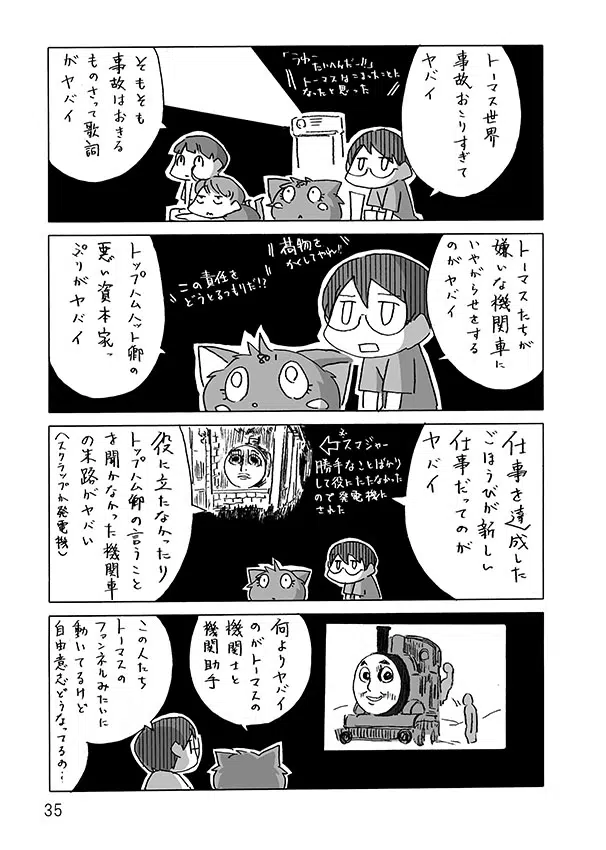 トーマス世界
事故おこりすぎて
ヤバイ
「うわー
たいへんだー!!」
トーマスはこまったことに
なったと思った
そもそも
事故はおきる
ものさって歌詞
がヤバイ
トーマスたちが
嫌いな機関車に
いやがらせをする
のがヤバイ
荷物を
かくしてやれ!!
この責任を
どうとるつもりだ!?
トップハムハット卿の
悪い資本家っ
ぷりがヤバイ
仕事を達成した
ごほうびが新しい
仕事だってのが
ヤバイ
スマジャー
勝手なことばかり
して役にたたなかった
ので発電機に
された
役に立たなかったり
トップハム卿の言うこと
を聞かなかった機関車
の末路がヤバい
(スクラップか発電機)
何よりヤバイ
のがトーマスの
機関士と
機関助手
この人たち
トーマスの
ファンネルみたいに
動いてるけど
自由意志どうなってるの…
35